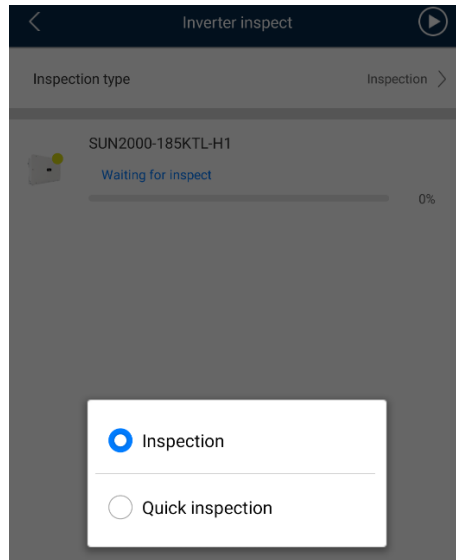 Inverter inspect
Inspection type Inspection
SUN2000-185KTL-H1
Waiting for inspect
0%
Inspection
Quick inspection